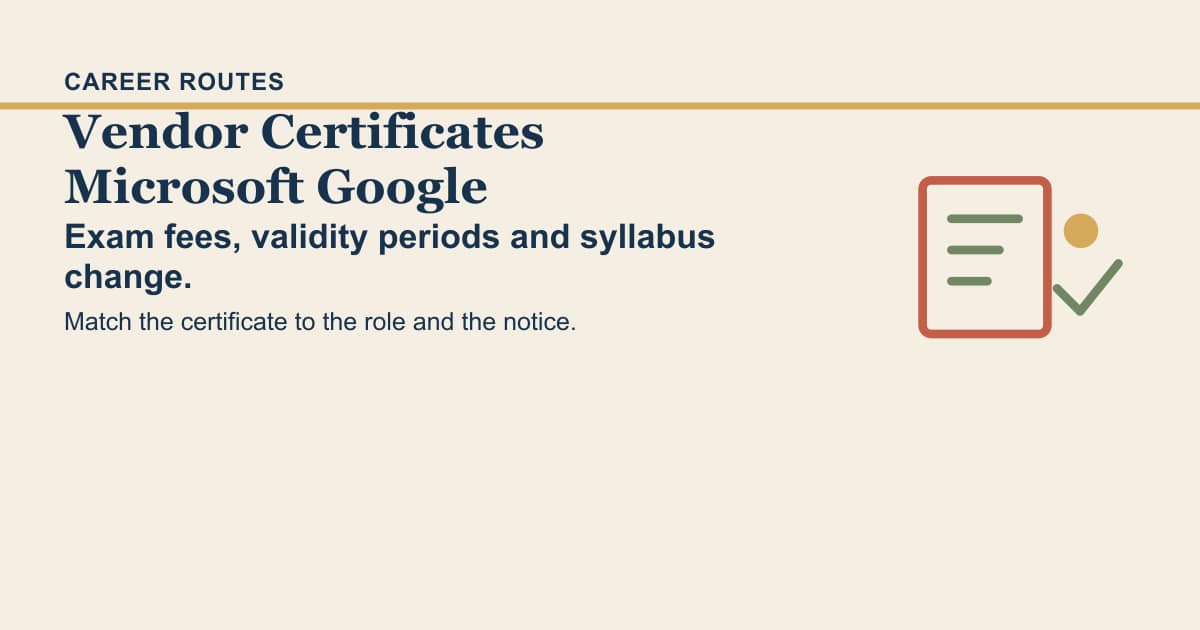 CAREER ROUTES
Vendor Certificates
Microsoft Google
Exam fees, validity periods and syllabus
change.
Match the certificate to the role and the notice.